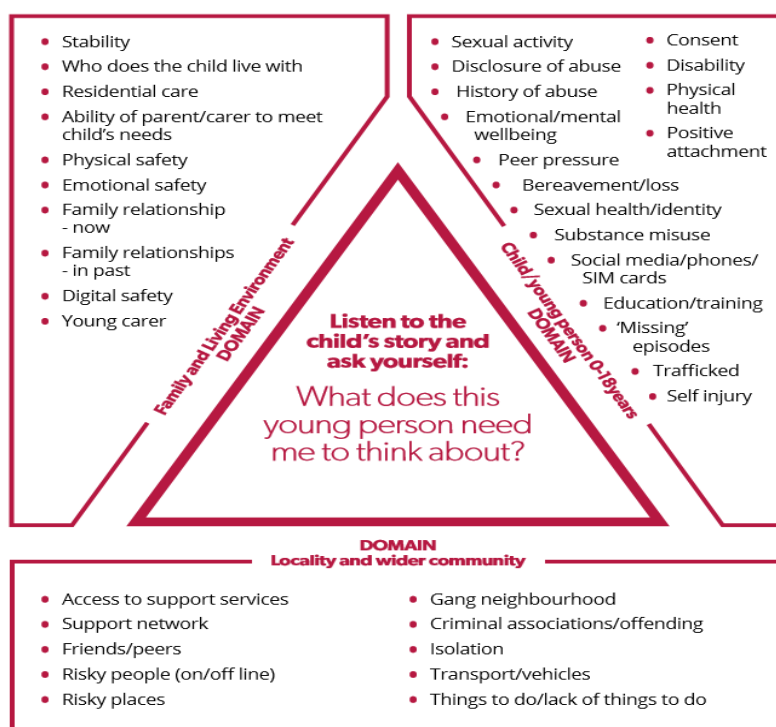 • Stability
• Who does the child live with
• Residential care
• Ability of parent/carer to meet
child's needs
• Physical safety
• Emotional safety
• Family relationship
- now
• Family relationships
- in past
• Digital safety
• Young carer
Family and Living Environment
DOMAIN
• Sexual activity
• Disclosure of abuse
• History of abuse
• Emotional/mental
wellbeing
• Peer pressure
• Bereavement/loss
• Sexual health/identity
• Substance misuse
• Social media/phones/
SIM cards
• Education/training
• ‘Missing’
episodes
• Trafficked
• Self injury
• Consent
• Disability
• Physical
health
• Positive
attachment
Child/young person 0-18years
DOMAIN
Listen to the
child's story and
ask yourself:
What does this
young person need
me to think about?
DOMAIN
Locality and wider community
• Access to support services
• Support network
• Friends/peers
• Risky people (on/off line)
• Risky places
• Gang neighbourhood
• Criminal associations/offending
• Isolation
• Transport/vehicles
• Things to do/lack of things to do